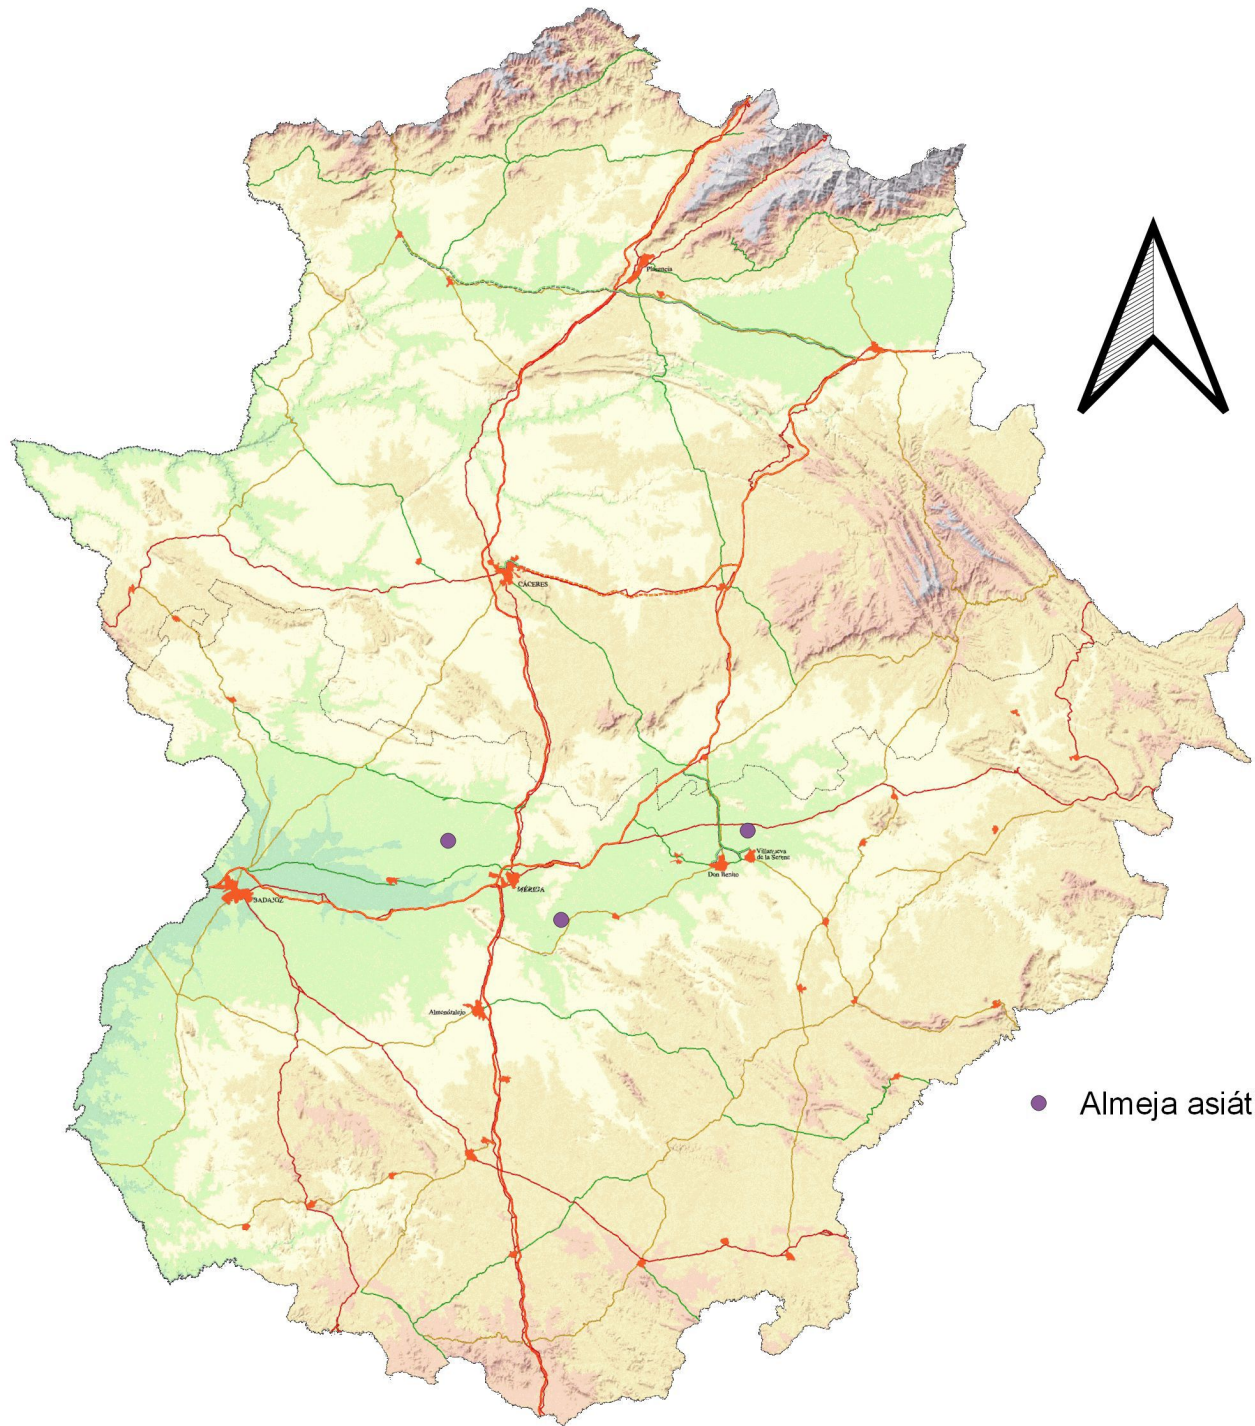 Plasencia
CÁCERES
Villanueva
de la Serena
Don Benito
MÉRIDA
BADAJOZ
Almendralejo
Almeja asiát